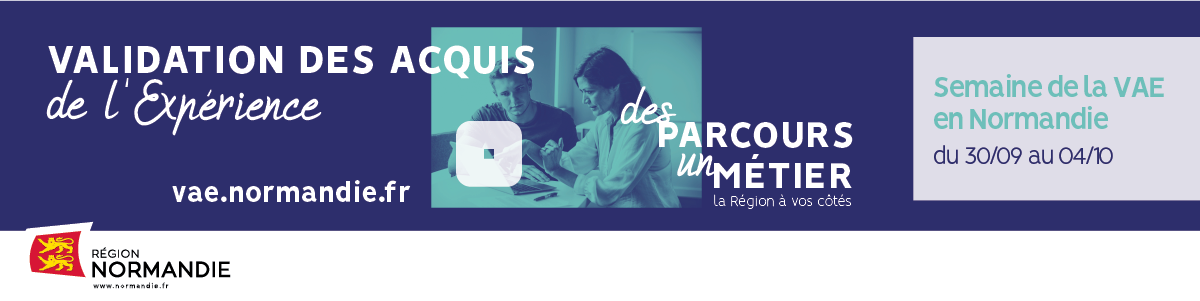 VALIDATION DES ACQUIS
de l'Expérience
vae.normandie.fr
des
PARCOURS
un
MÉTIER
la Région à vos côtés
Semaine de la VAE
en Normandie
du 30/09 au 04/10
RÉGION
NORMANDIE
www.normandie.fr